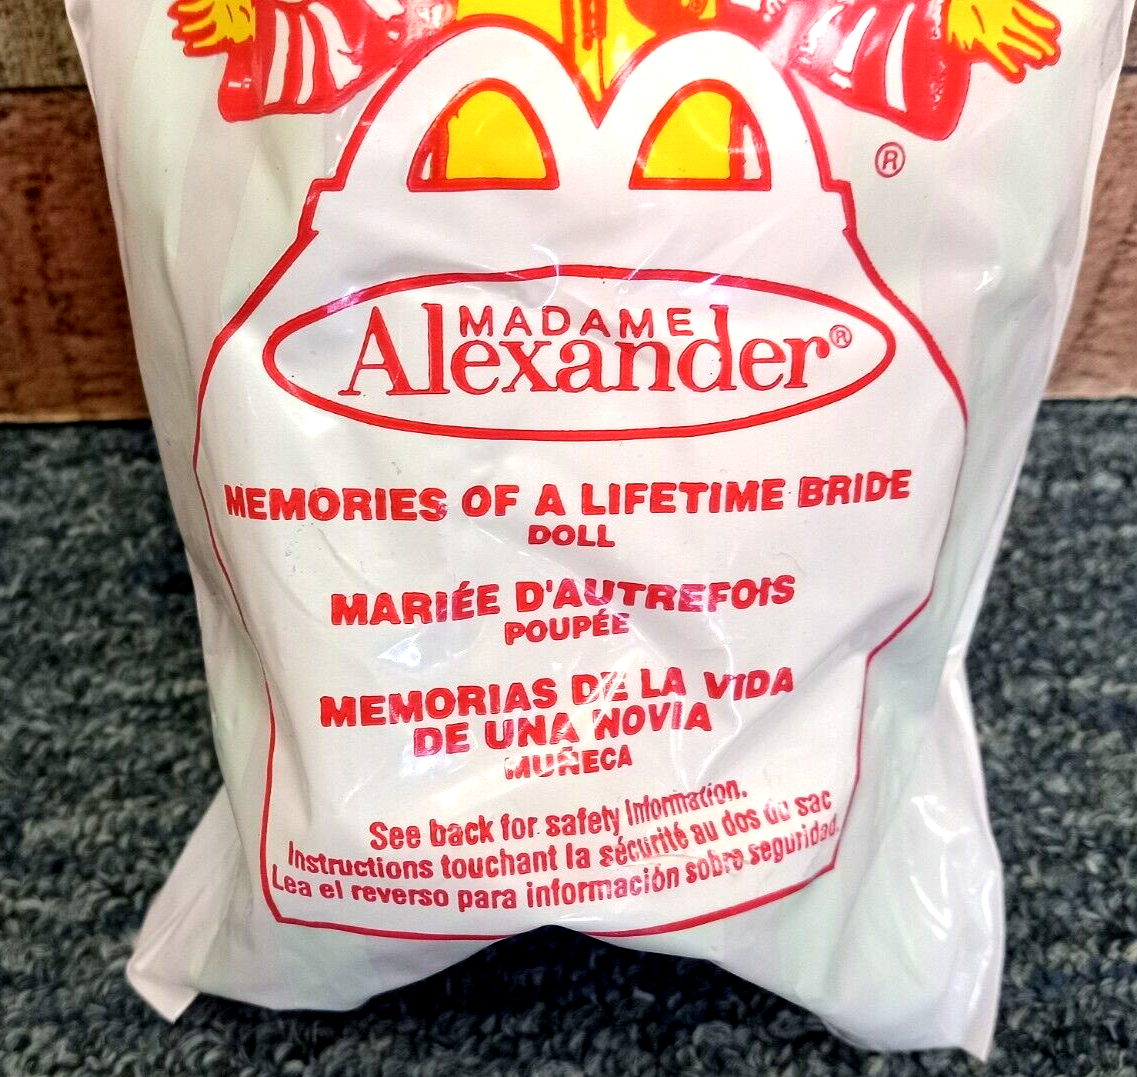 ®
MADAME
Alexander®
MEMORIES OF A LIFETIME BRIDE
DOLL
MARIÉE D'AUTREFOIS
POUPÉE
MEMORIAS DE LA VIDA
DE UNA NOVIA
MUÑECA
See back for safety Information.
Instructions touchant la sécurité au dos du sac
Lea el reverso para información sobre seguridad.